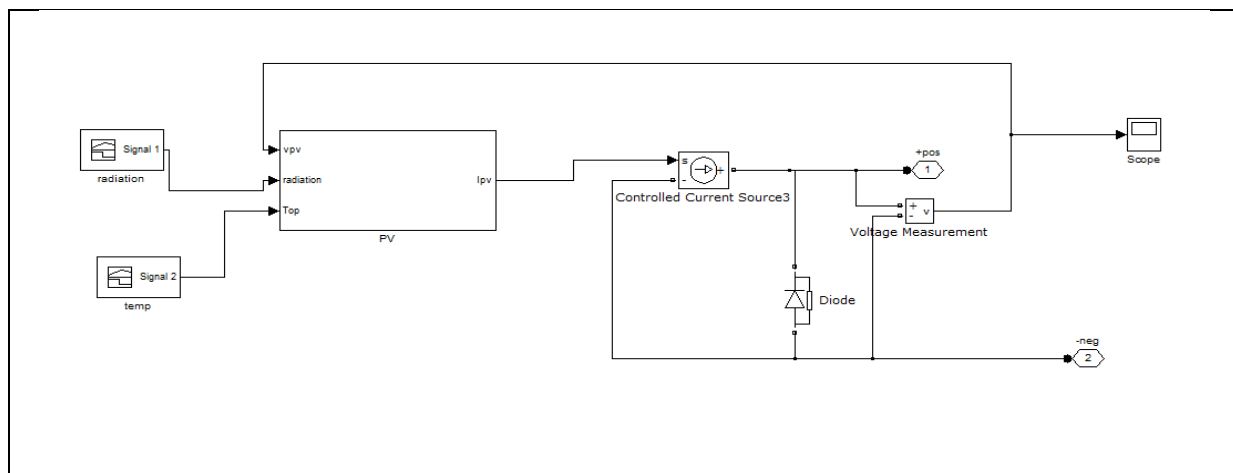 Signal 1
radiation
Signal 2
temp
vpv
radiation
Top
Ipv
PV
s
-
+
Controlled Current Source3
+pos
1
+
-
v
Voltage Measurement
Scope
Diode
-neg
2